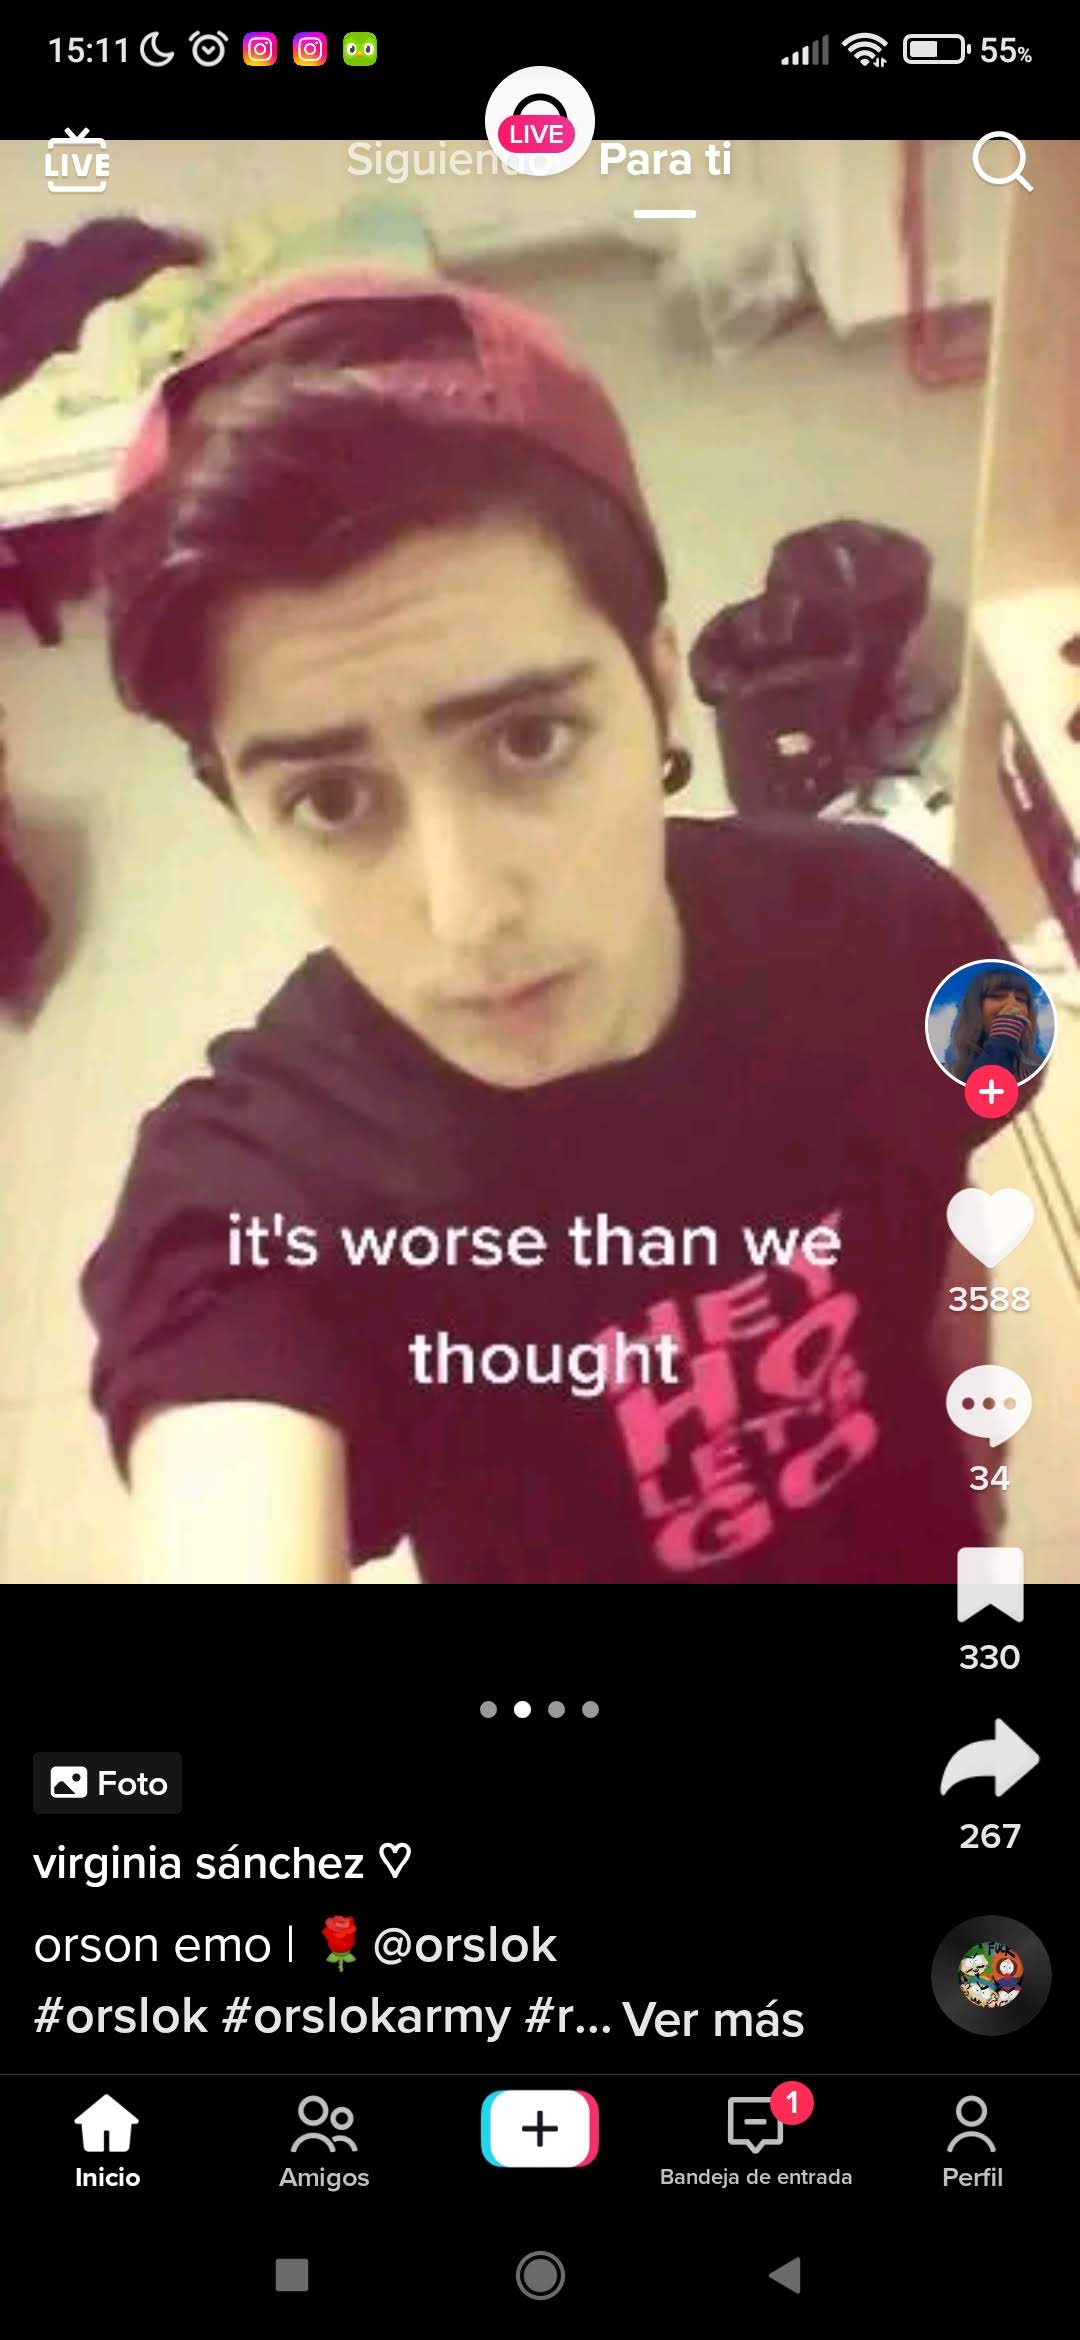 15:11
55%
LIVE
LIVE
Siguiendo
Para ti
it's worse than we
thought
HEY
HO
LET'S
GO
3588
34
330
267
Foto
virginia sánchez ♡
orson emo | 🌹@orslok
#orslok #orslokarmy #r... Ver más
FUCK
Inicio
Amigos
1
Bandeja de entrada
Perfil